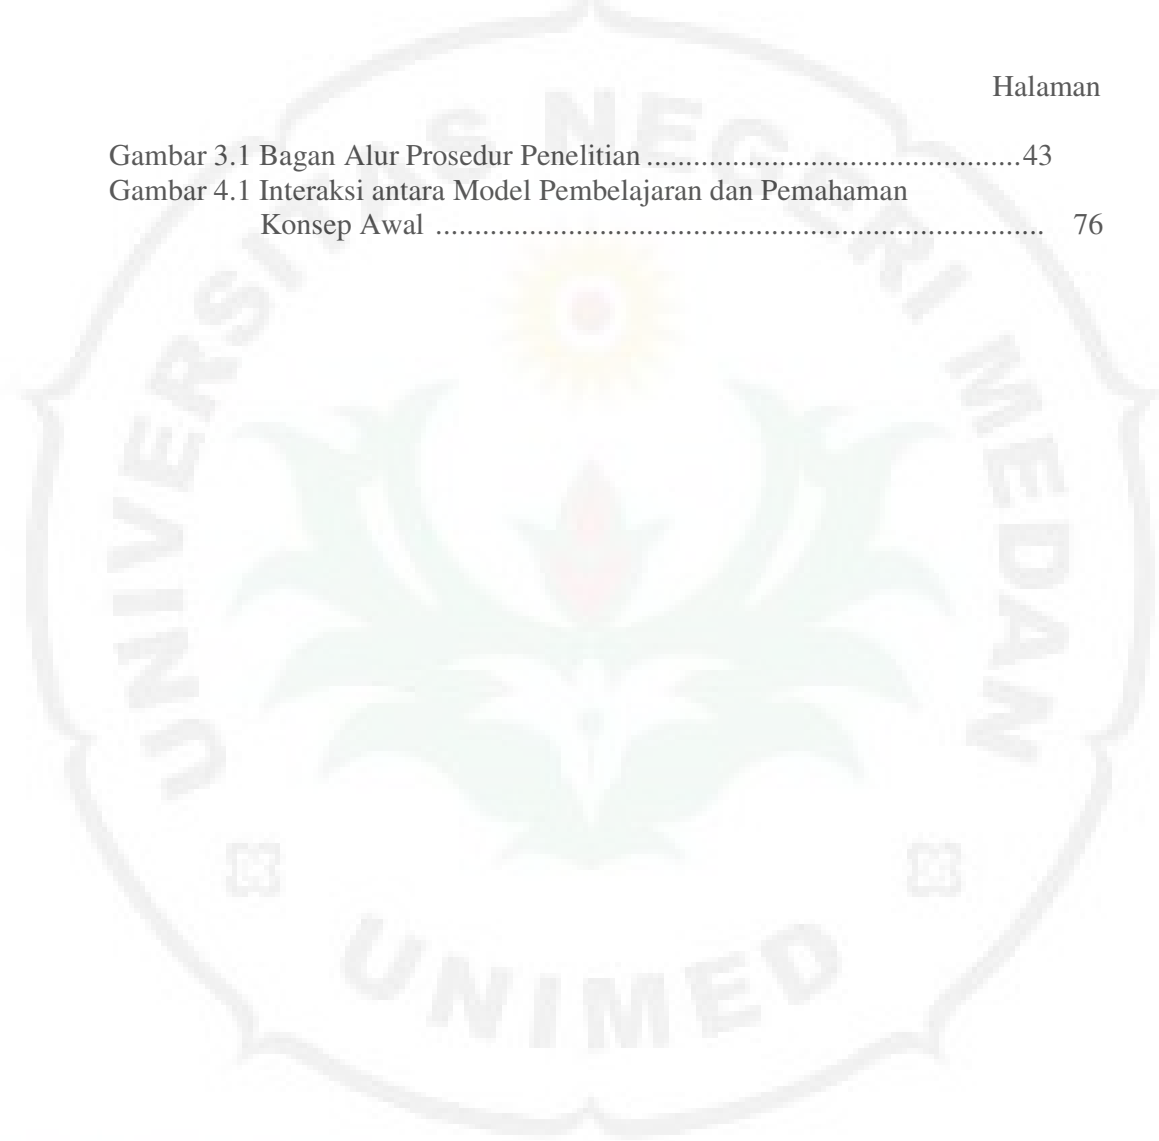 Halaman
Gambar 3.1 Bagan Alur Prosedur Penelitian ................................................43
Gambar 4.1 Interaksi antara Model Pembelajaran dan Pemahaman
Konsep Awal .............................................................................. 76
UNIVERSITAS NEGERI MEDAN
UNIMED